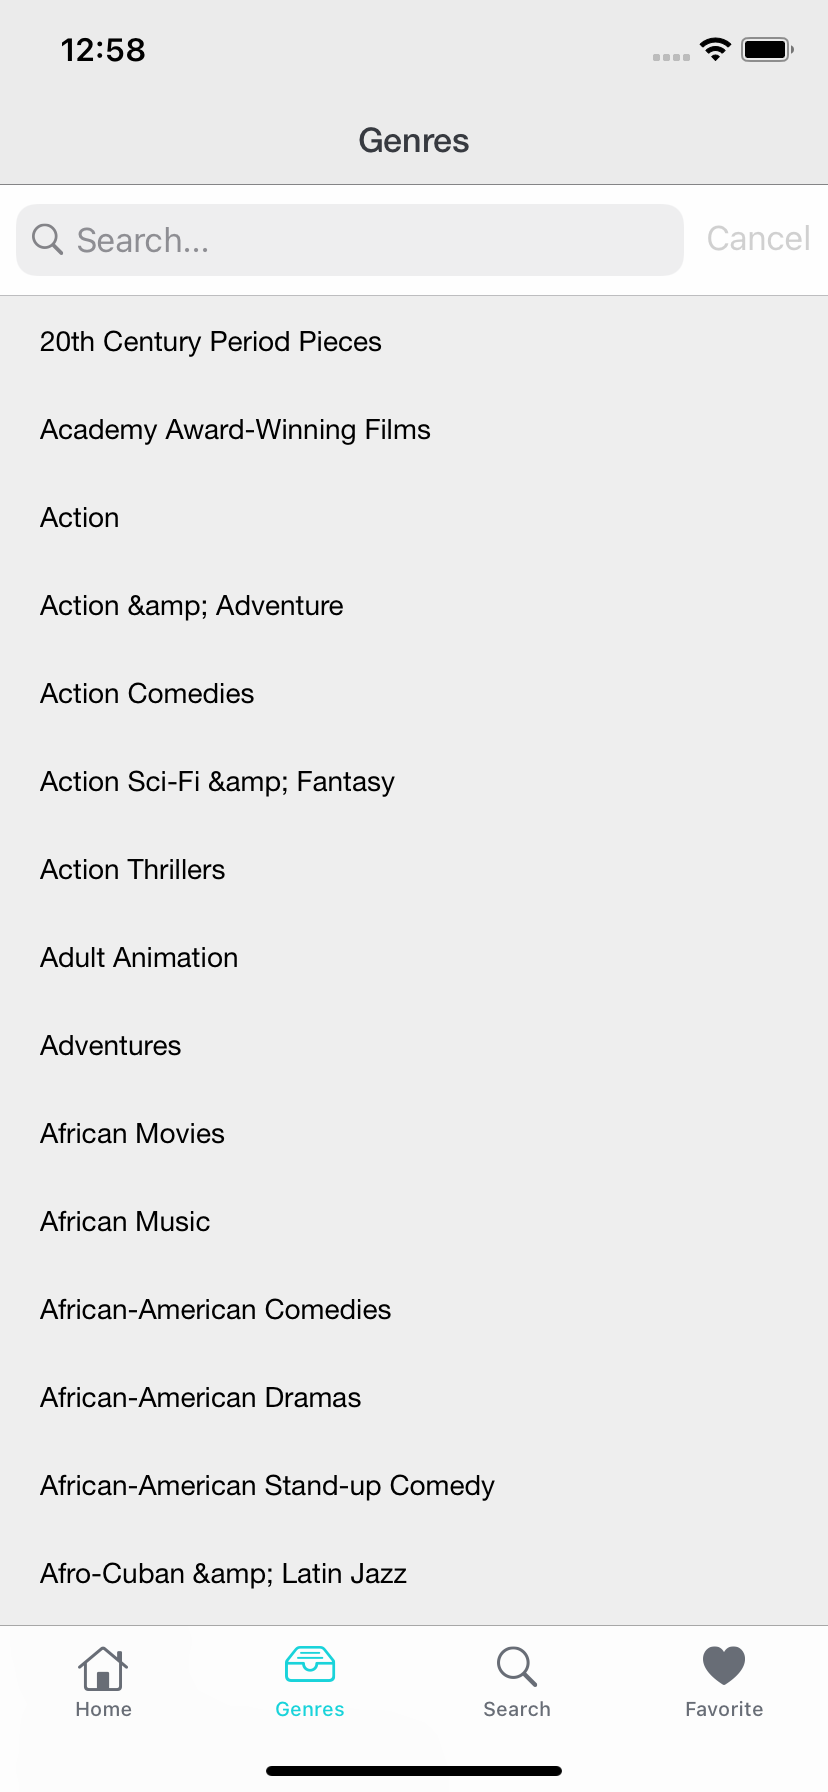 12:58
Genres
Search...
Cancel
20th Century Period Pieces
Academy Award-Winning Films
Action
Action &amp; Adventure
Action Comedies
Action Sci-Fi &amp; Fantasy
Action Thrillers
Adult Animation
Adventures
African Movies
African Music
African-American Comedies
African-American Dramas
African-American Stand-up Comedy
Afro-Cuban &amp; Latin Jazz
Home
Genres
Search
Favorite